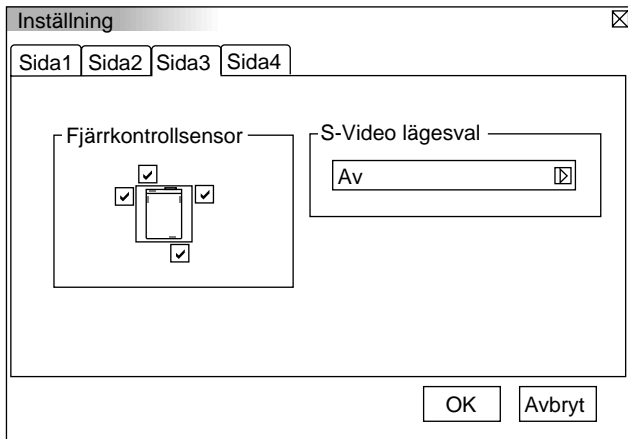 Inställning
Sida1 Sida2 Sida3 Sida4
Fjärrkontrollsensor
S-Video lägesval
Av
OK Avbryt